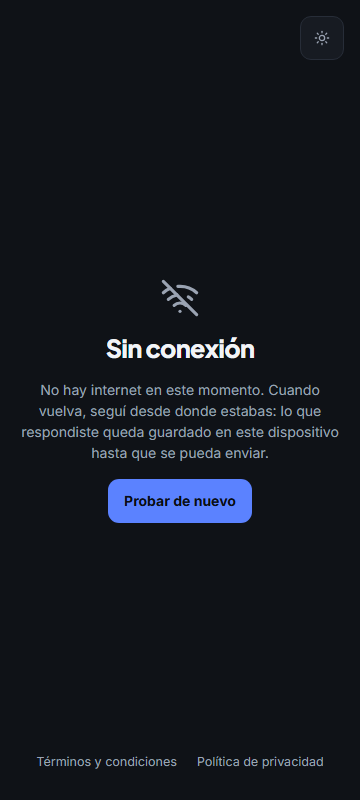 Sin conexión
No hay internet en este momento. Cuando
vuelva, seguí desde donde estabas: lo que
respondiste queda guardado en este dispositivo
hasta que se pueda enviar.
Probar de nuevo
Términos y condiciones Política de privacidad